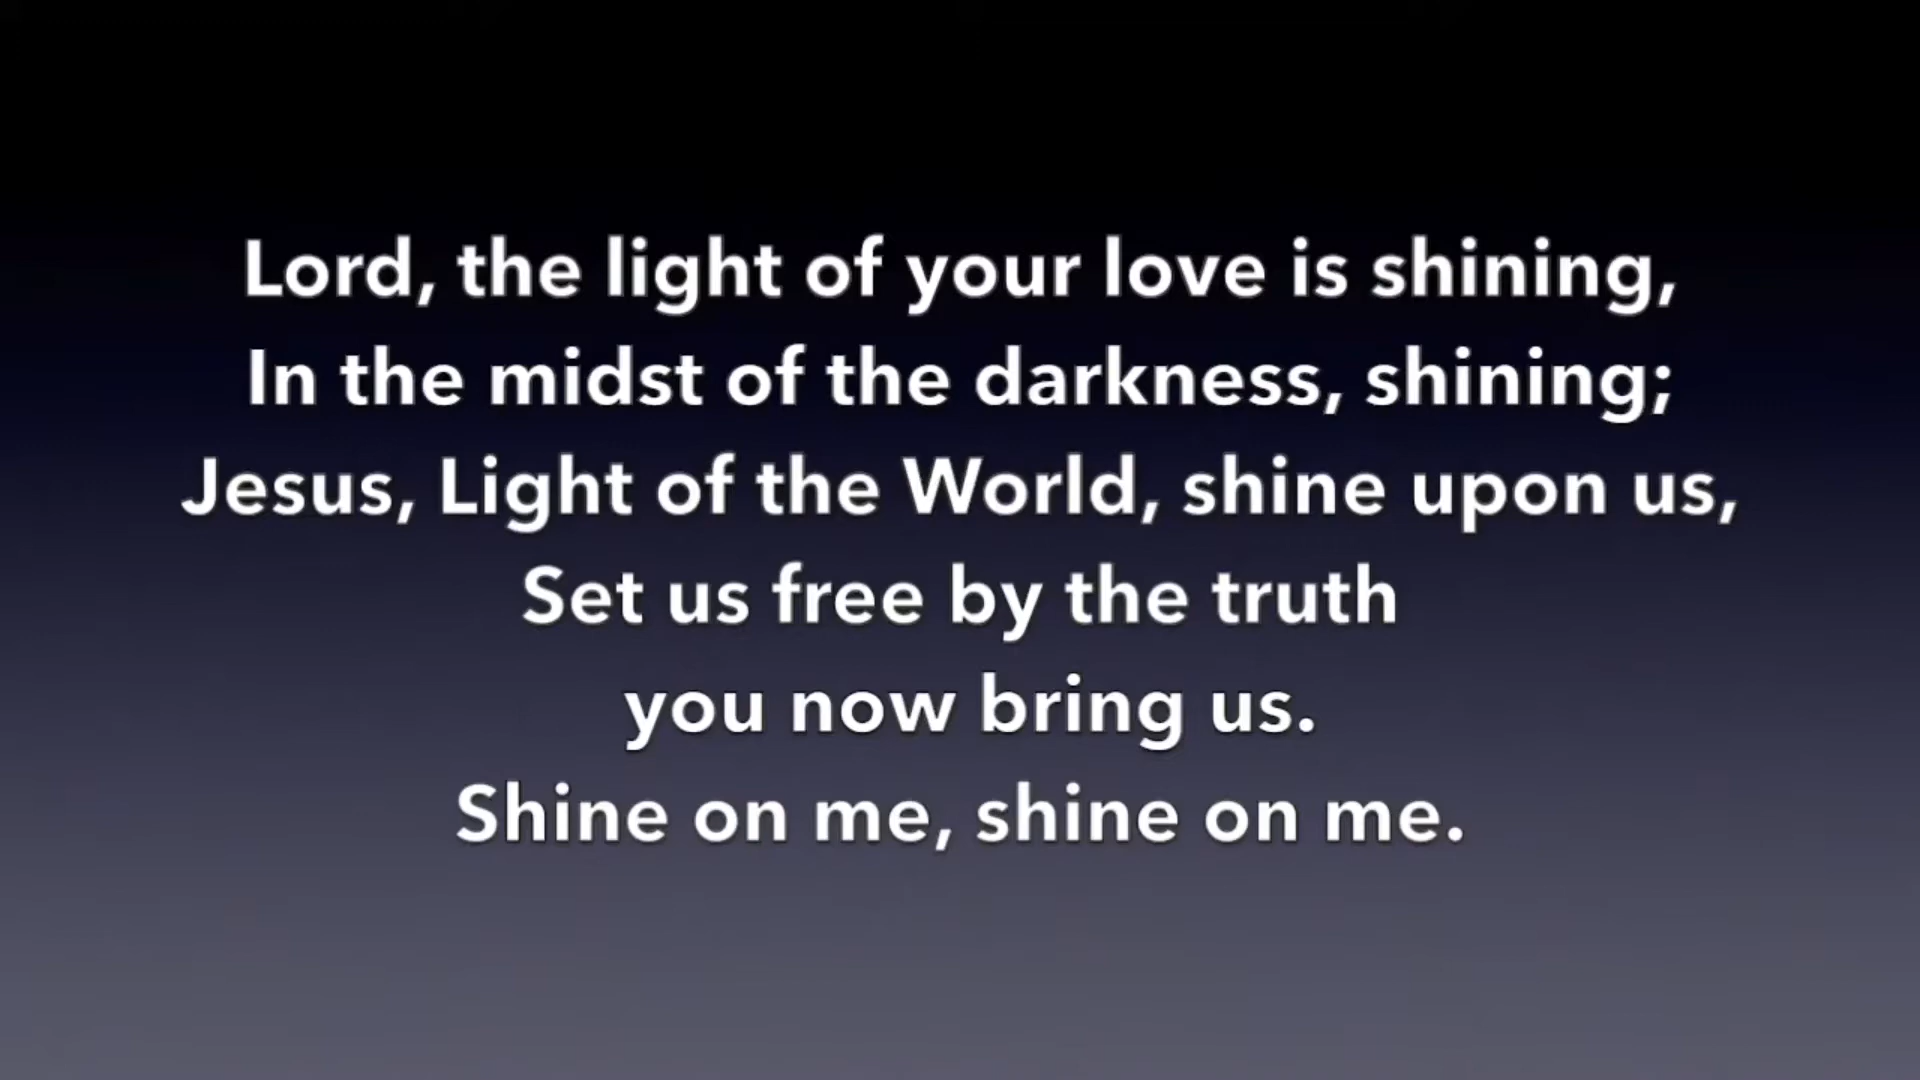 Lord, the light of your love is shining,
In the midst of the darkness, shining;
Jesus, Light of the World, shine upon us,
Set us free by the truth
you now bring us.
Shine on me, shine on me.